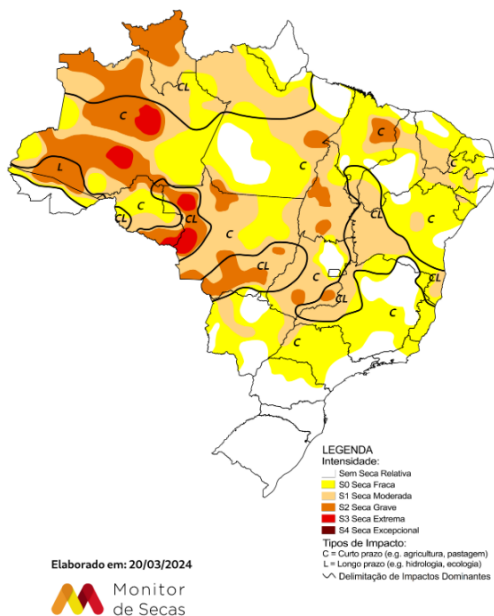 CL
C
C
L
C
CL
CL
C
CL
C
C
CL
C
C
C
CL
CL
C
C
LEGENDA
Intensidade:
Sem Seca Relativa
S0 Seca Fraca
S1 Seca Moderada
S2 Seca Grave
S3 Seca Extrema
S4 Seca Excepcional
Tipos de Impacto:
C = Curto prazo (e.g. agricultura, pastagem)
L = Longo prazo (e.g. hidrologia, ecologia)
Delimitação de Impactos Dominantes
Elaborado em: 20/03/2024
Monitor
de Secas